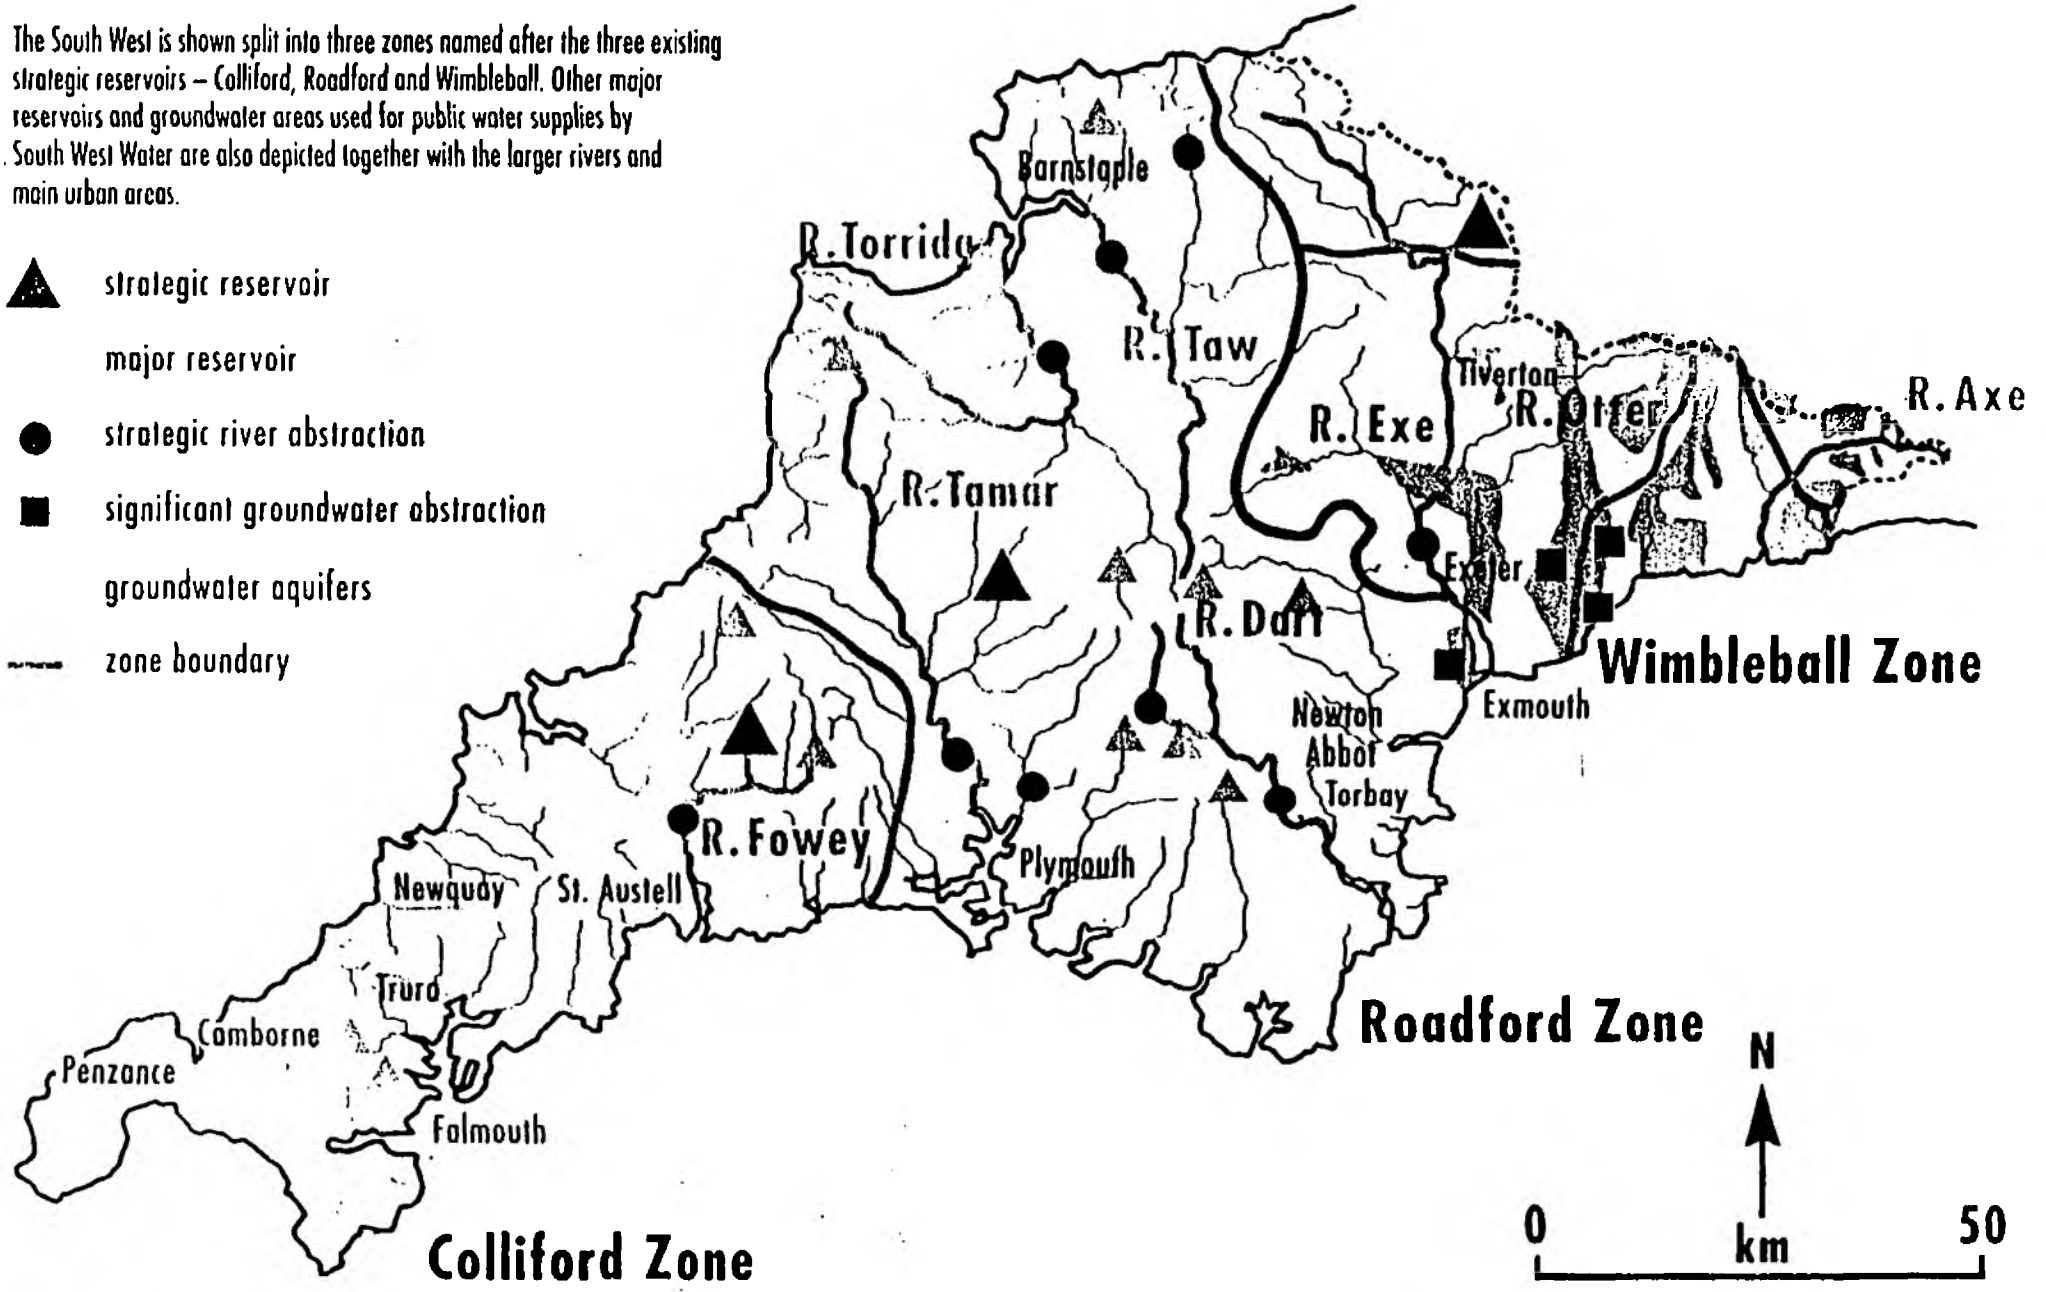 The South West is shown split into three zones named after the three existing
strategic reservoirs – Colliford, Roadford and Wimbleball. Other major
reservoirs and groundwater areas used for public water supplies by
South West Water are also depicted together with the larger rivers and
main urban areas.
strategic reservoir
major reservoir
strategic river abstraction
significant groundwater abstraction
groundwater aquifers
zone boundary
Barnstaple
R. Torridg
R. Taw
Tiverton
R. Axe
R. Otter
R. Exe
R. Tamar
Exeter
R. Dart
Wimbleball Zone
Exmouth
Newton
Abbot
Torbay
R. Fowey
Plymouth
Newquay
St. Austell
Truro
Roadford Zone
Camborne
Penzance
Falmouth
Colliford Zone
N
0
km
50